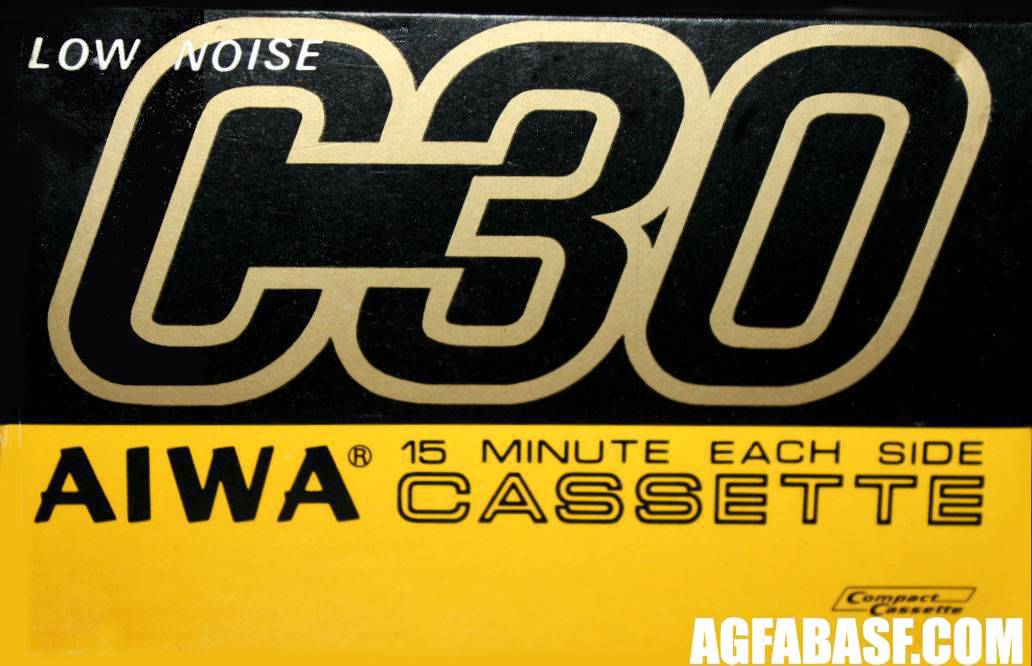 LOW NOISE
C30
AIWA®
15 MINUTE EACH SIDE
CASSETTE
Compact
Cassette
AGFABASF.COM